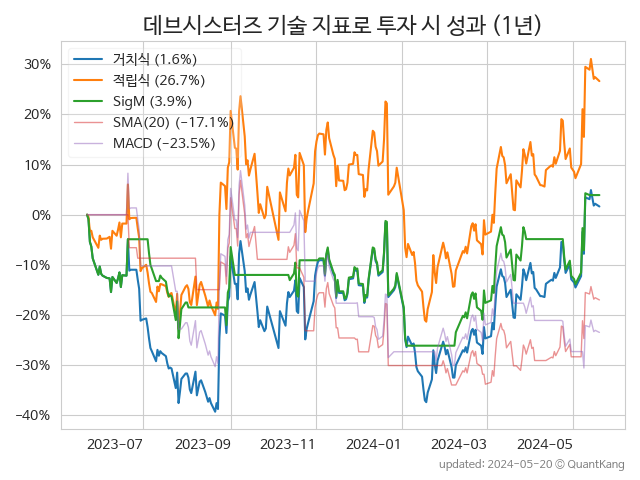 데브시스터즈 기술 지표로 투자 시 성과 (1년)
거치식 (1.6%)
적립식 (26.7%)
SigM (3.9%)
SMA(20) (−17.1%)
MACD (−23.5%)
30%
20%
10%
0%
−10%
−20%
−30%
−40%
2023-07 2023-09 2023-11 2024-01 2024-03 2024-05
updated: 2024-05-20 © QuantKang